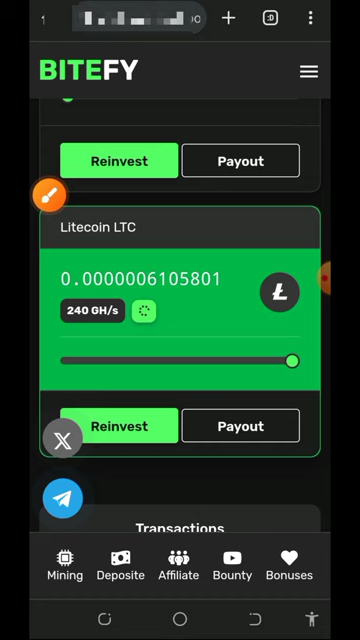 :D
BITEFY
Reinvest
Payout
Litecoin LTC
0.0000006105801
240 GH/s
Reinvest
Payout
Transactions
Mining
Deposite
Affiliate
Bounty
Bonuses